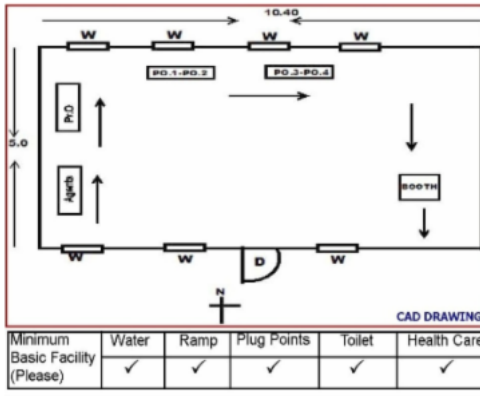 10.40
W W W W
PO.1-PO.2 PO.3-PO.4
Pr.O
5.0
Agents
BOOTH
W W W
D
N
CAD DRAWING
Minimum Basic Facility (Please) Water Ramp Plug Points Toilet Health Care
✓ ✓ ✓ ✓ ✓